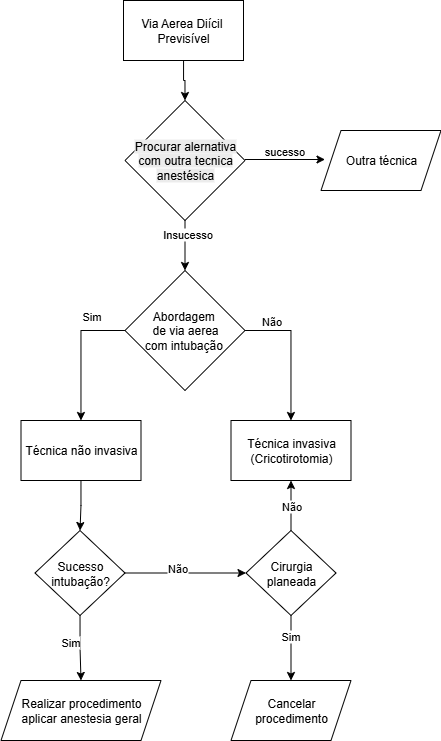 Via Aerea Diícil
Previsível
Procurar alernativa
com outra tecnica
anestésica
sucesso
Outra técnica
Insucesso
Abordagem
de via aerea
com intubação
Sim
Não
Técnica não invasiva
Técnica invasiva
(Cricotirotomia)
Não
Sucesso
intubação?
Não
Cirurgia
planeada
Sim
Sim
Realizar procedimento
aplicar anestesia geral
Cancelar
procedimento